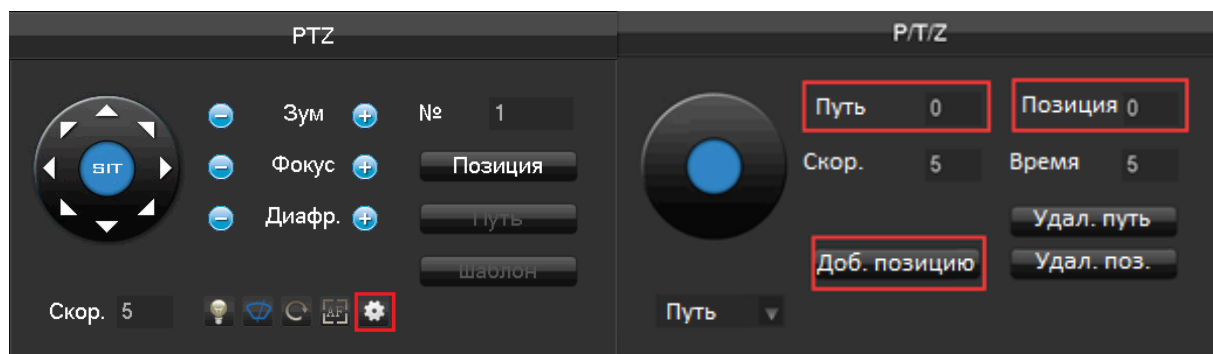 PTZ
SIT
Зум
Фокус
Диафр.
№ 1
Позиция
Путь
шаблон
Скор. 5
AF
P/T/Z
Путь 0
Позиция 0
Скор. 5
Время 5
Удал. путь
Доб. позицию
Удал. поз.
Путь